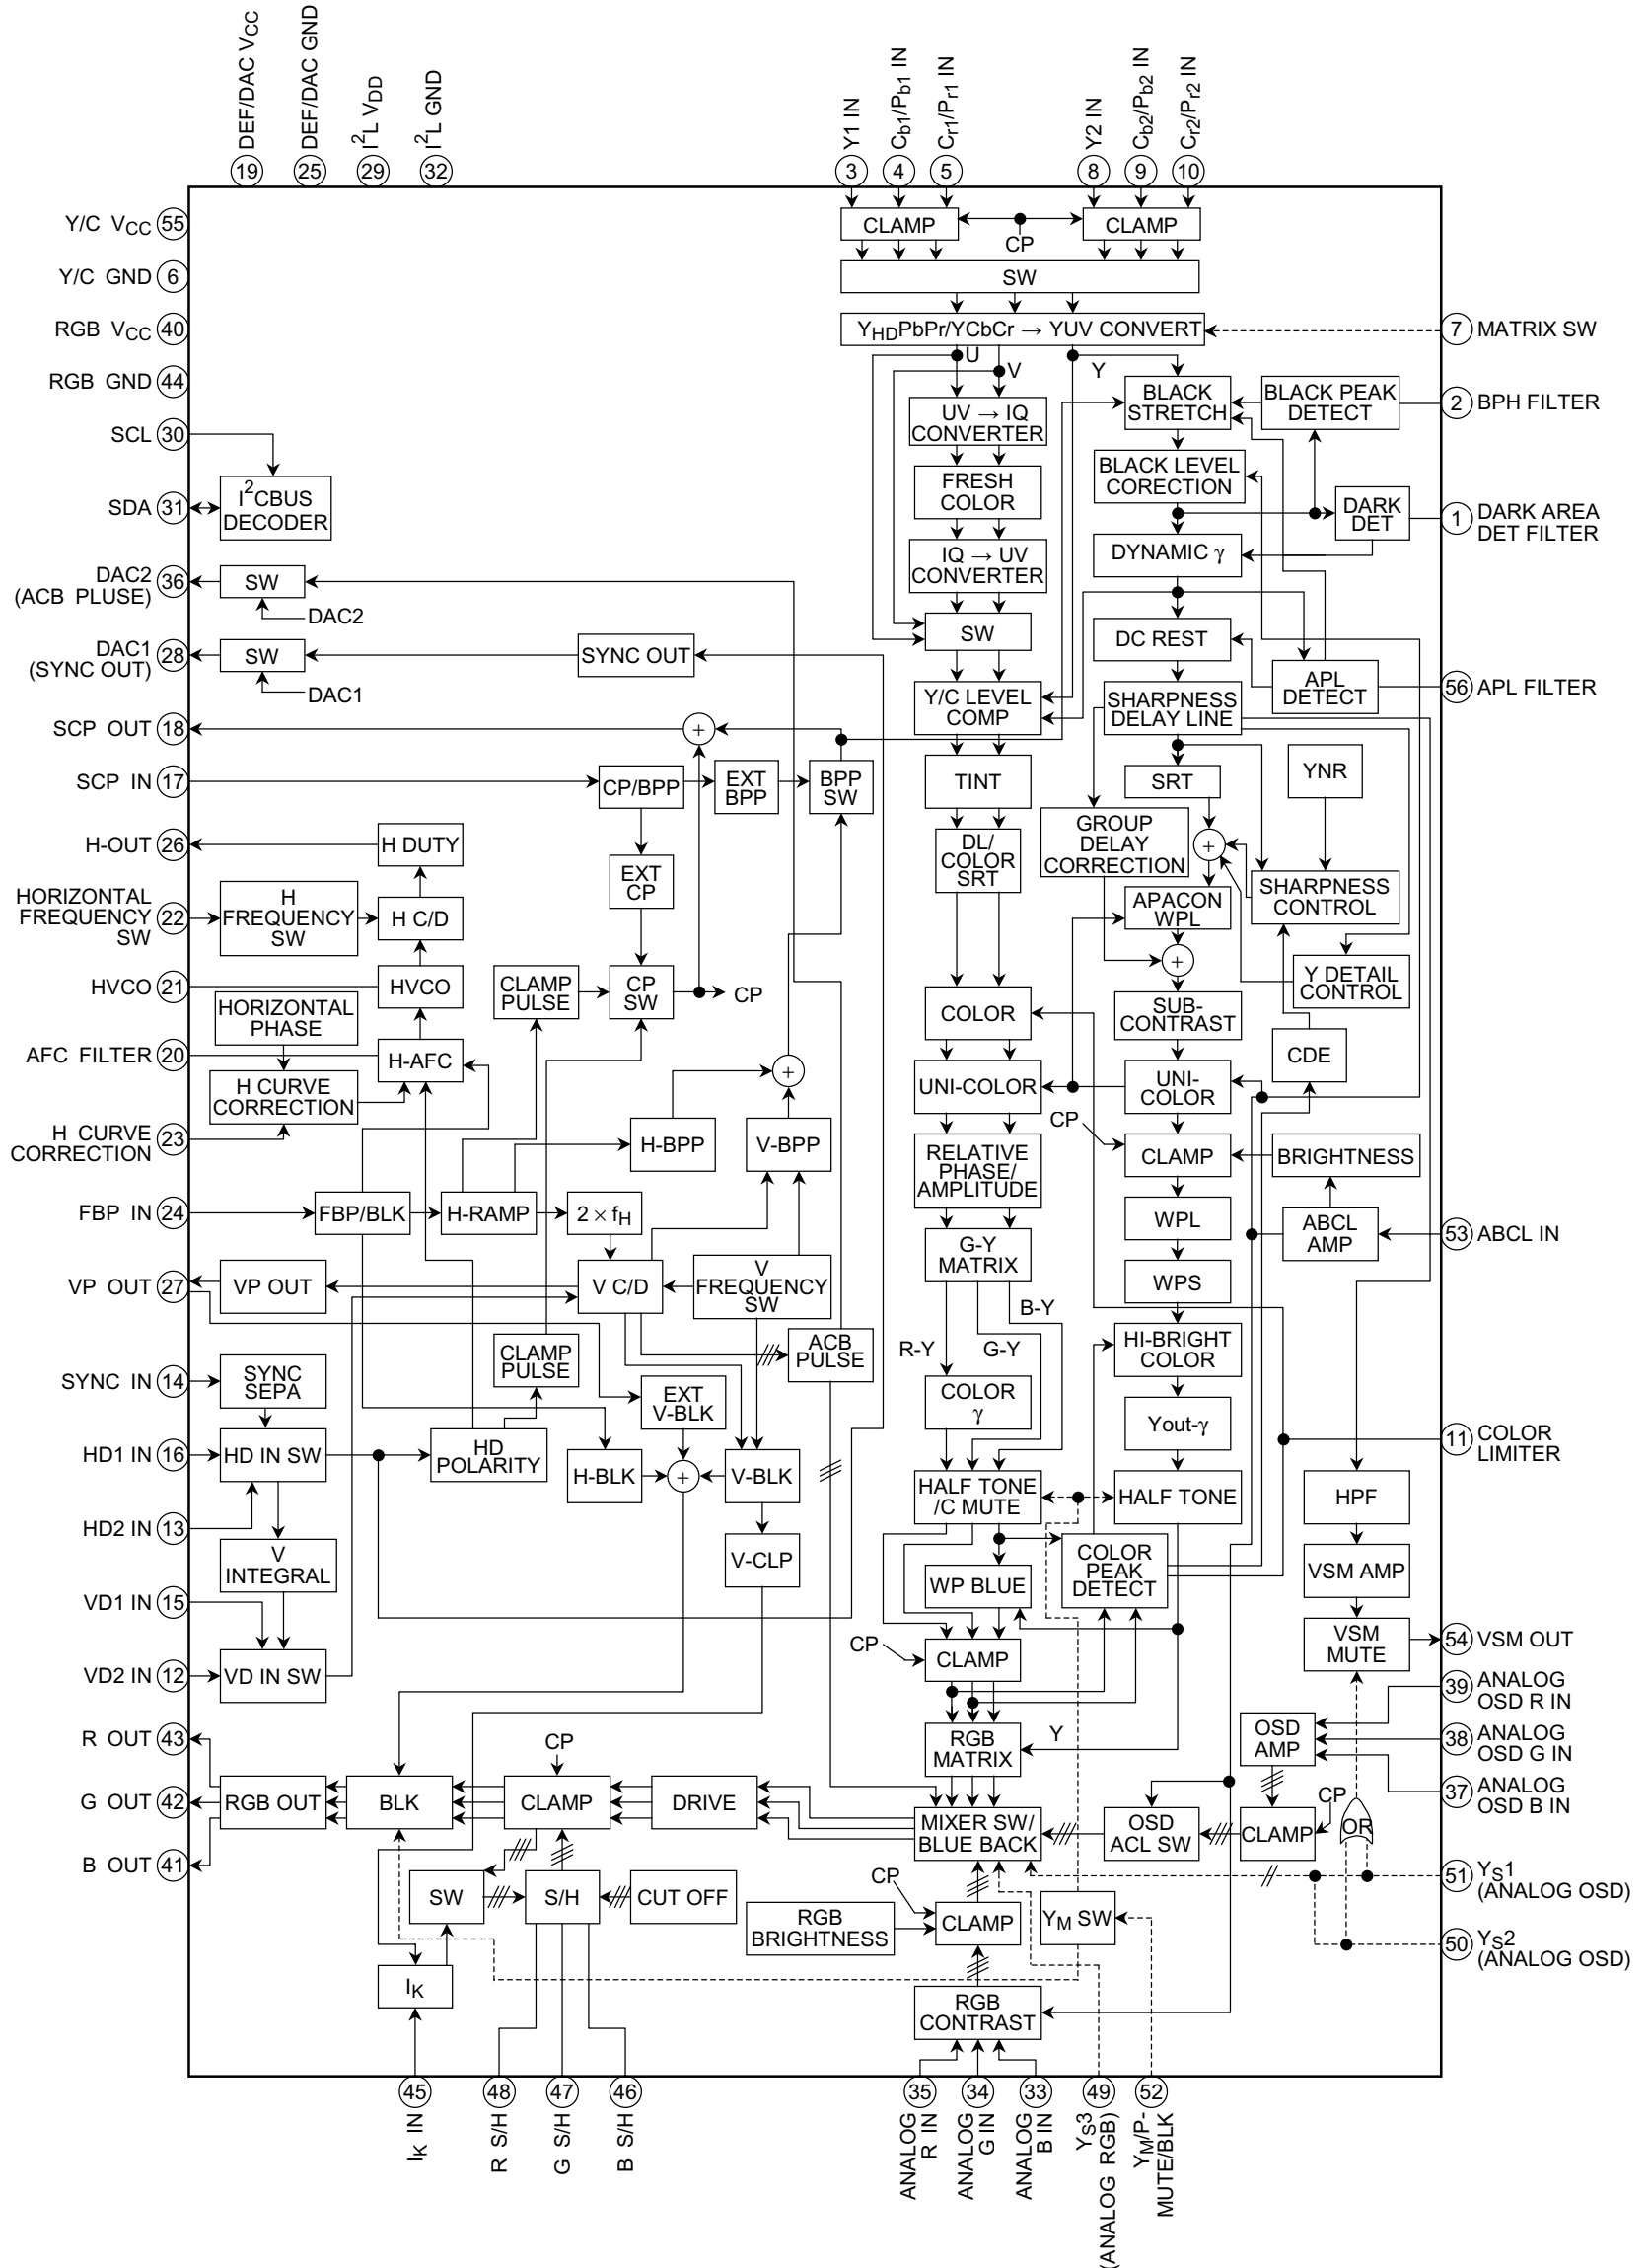 DEF/DAC VCC
DEF/DAC GND
I²L VDD
I²L GND
Y1 IN
Cb1/Pb1 IN
Cr1/Pr1 IN
Y2 IN
Cb2/Pb2 IN
Cr2/Pr2 IN
19
25
29
32
3
4
5
8
9
10
Y/C VCC 55
CLAMP
CP
CLAMP
Y/C GND 6
SW
RGB VCC 40
YHDPbPr/YCbCr → YUV CONVERT
7 MATRIX SW
U
V
Y
RGB GND 44
BLACK
STRETCH
BLACK PEAK
DETECT
2 BPH FILTER
UV → IQ
CONVERTER
SCL 30
BLACK LEVEL
CORECTION
FRESH
COLOR
I²CBUS
DECODER
SDA 31
DARK
DET
1 DARK AREA
DET FILTER
DYNAMIC γ
IQ → UV
CONVERTER
DAC2
(ACB PLUSE) 36
SW
DAC2
SW
DC REST
DAC1
(SYNC OUT) 28
SW
SYNC OUT
DAC1
APL
DETECT
56 APL FILTER
Y/C LEVEL
COMP
SHARPNESS
DELAY LINE
SCP OUT 18
+
SCP IN 17
CP/BPP
EXT
BPP
BPP
SW
TINT
SRT
YNR
H-OUT 26
H DUTY
DL/
COLOR
SRT
GROUP
DELAY
CORRECTION
+
EXT
CP
SHARPNESS
CONTROL
HORIZONTAL
FREQUENCY
SW 22
H
FREQUENCY
SW
H C/D
APACON
WPL
+
Y DETAIL
CONTROL
HVCO 21
HVCO
CLAMP
PULSE
CP
SW
CP
HORIZONTAL
PHASE
COLOR
SUB-
CONTRAST
AFC FILTER 20
H-AFC
CDE
+
H CURVE
CORRECTION
UNI-COLOR
UNI-
COLOR
H CURVE
CORRECTION 23
H-BPP
V-BPP
CP
CLAMP
BRIGHTNESS
RELATIVE
PHASE/
AMPLITUDE
FBP IN 24
FBP/BLK
H-RAMP
2 × fH
WPL
ABCL
AMP
53 ABCL IN
G-Y
MATRIX
VP OUT 27
VP OUT
V C/D
V
FREQUENCY
SW
WPS
B-Y
R-Y
G-Y
CLAMP
PULSE
ACB
PULSE
HI-BRIGHT
COLOR
SYNC IN 14
SYNC
SEPA
EXT
V-BLK
COLOR
γ
Yout-γ
HD1 IN 16
HD IN SW
HD
POLARITY
H-BLK
+
V-BLK
11 COLOR
LIMITER
HALF TONE
/C MUTE
HALF TONE
HPF
HD2 IN 13
V
INTEGRAL
V-CLP
COLOR
PEAK
DETECT
VSM AMP
WP BLUE
VD1 IN 15
VSM
MUTE
54 VSM OUT
CP
CLAMP
VD2 IN 12
VD IN SW
39 ANALOG
OSD R IN
R OUT 43
CP
RGB
MATRIX
Y
OSD
AMP
38 ANALOG
OSD G IN
37 ANALOG
OSD B IN
G OUT 42
RGB OUT
BLK
CLAMP
DRIVE
MIXER SW/
BLUE BACK
OSD
ACL SW
CLAMP
CP
OR
B OUT 41
51 YS1
(ANALOG OSD)
SW
S/H
CUT OFF
CP
RGB
BRIGHTNESS
CLAMP
YM SW
50 YS2
(ANALOG OSD)
IK
RGB
CONTRAST
45
48
47
46
35
34
33
49
52
IK IN
R S/H
G S/H
B S/H
ANALOG
R IN
ANALOG
G IN
ANALOG
B IN
YS3
(ANALOG RGB)
YM/P-
MUTE/BLK